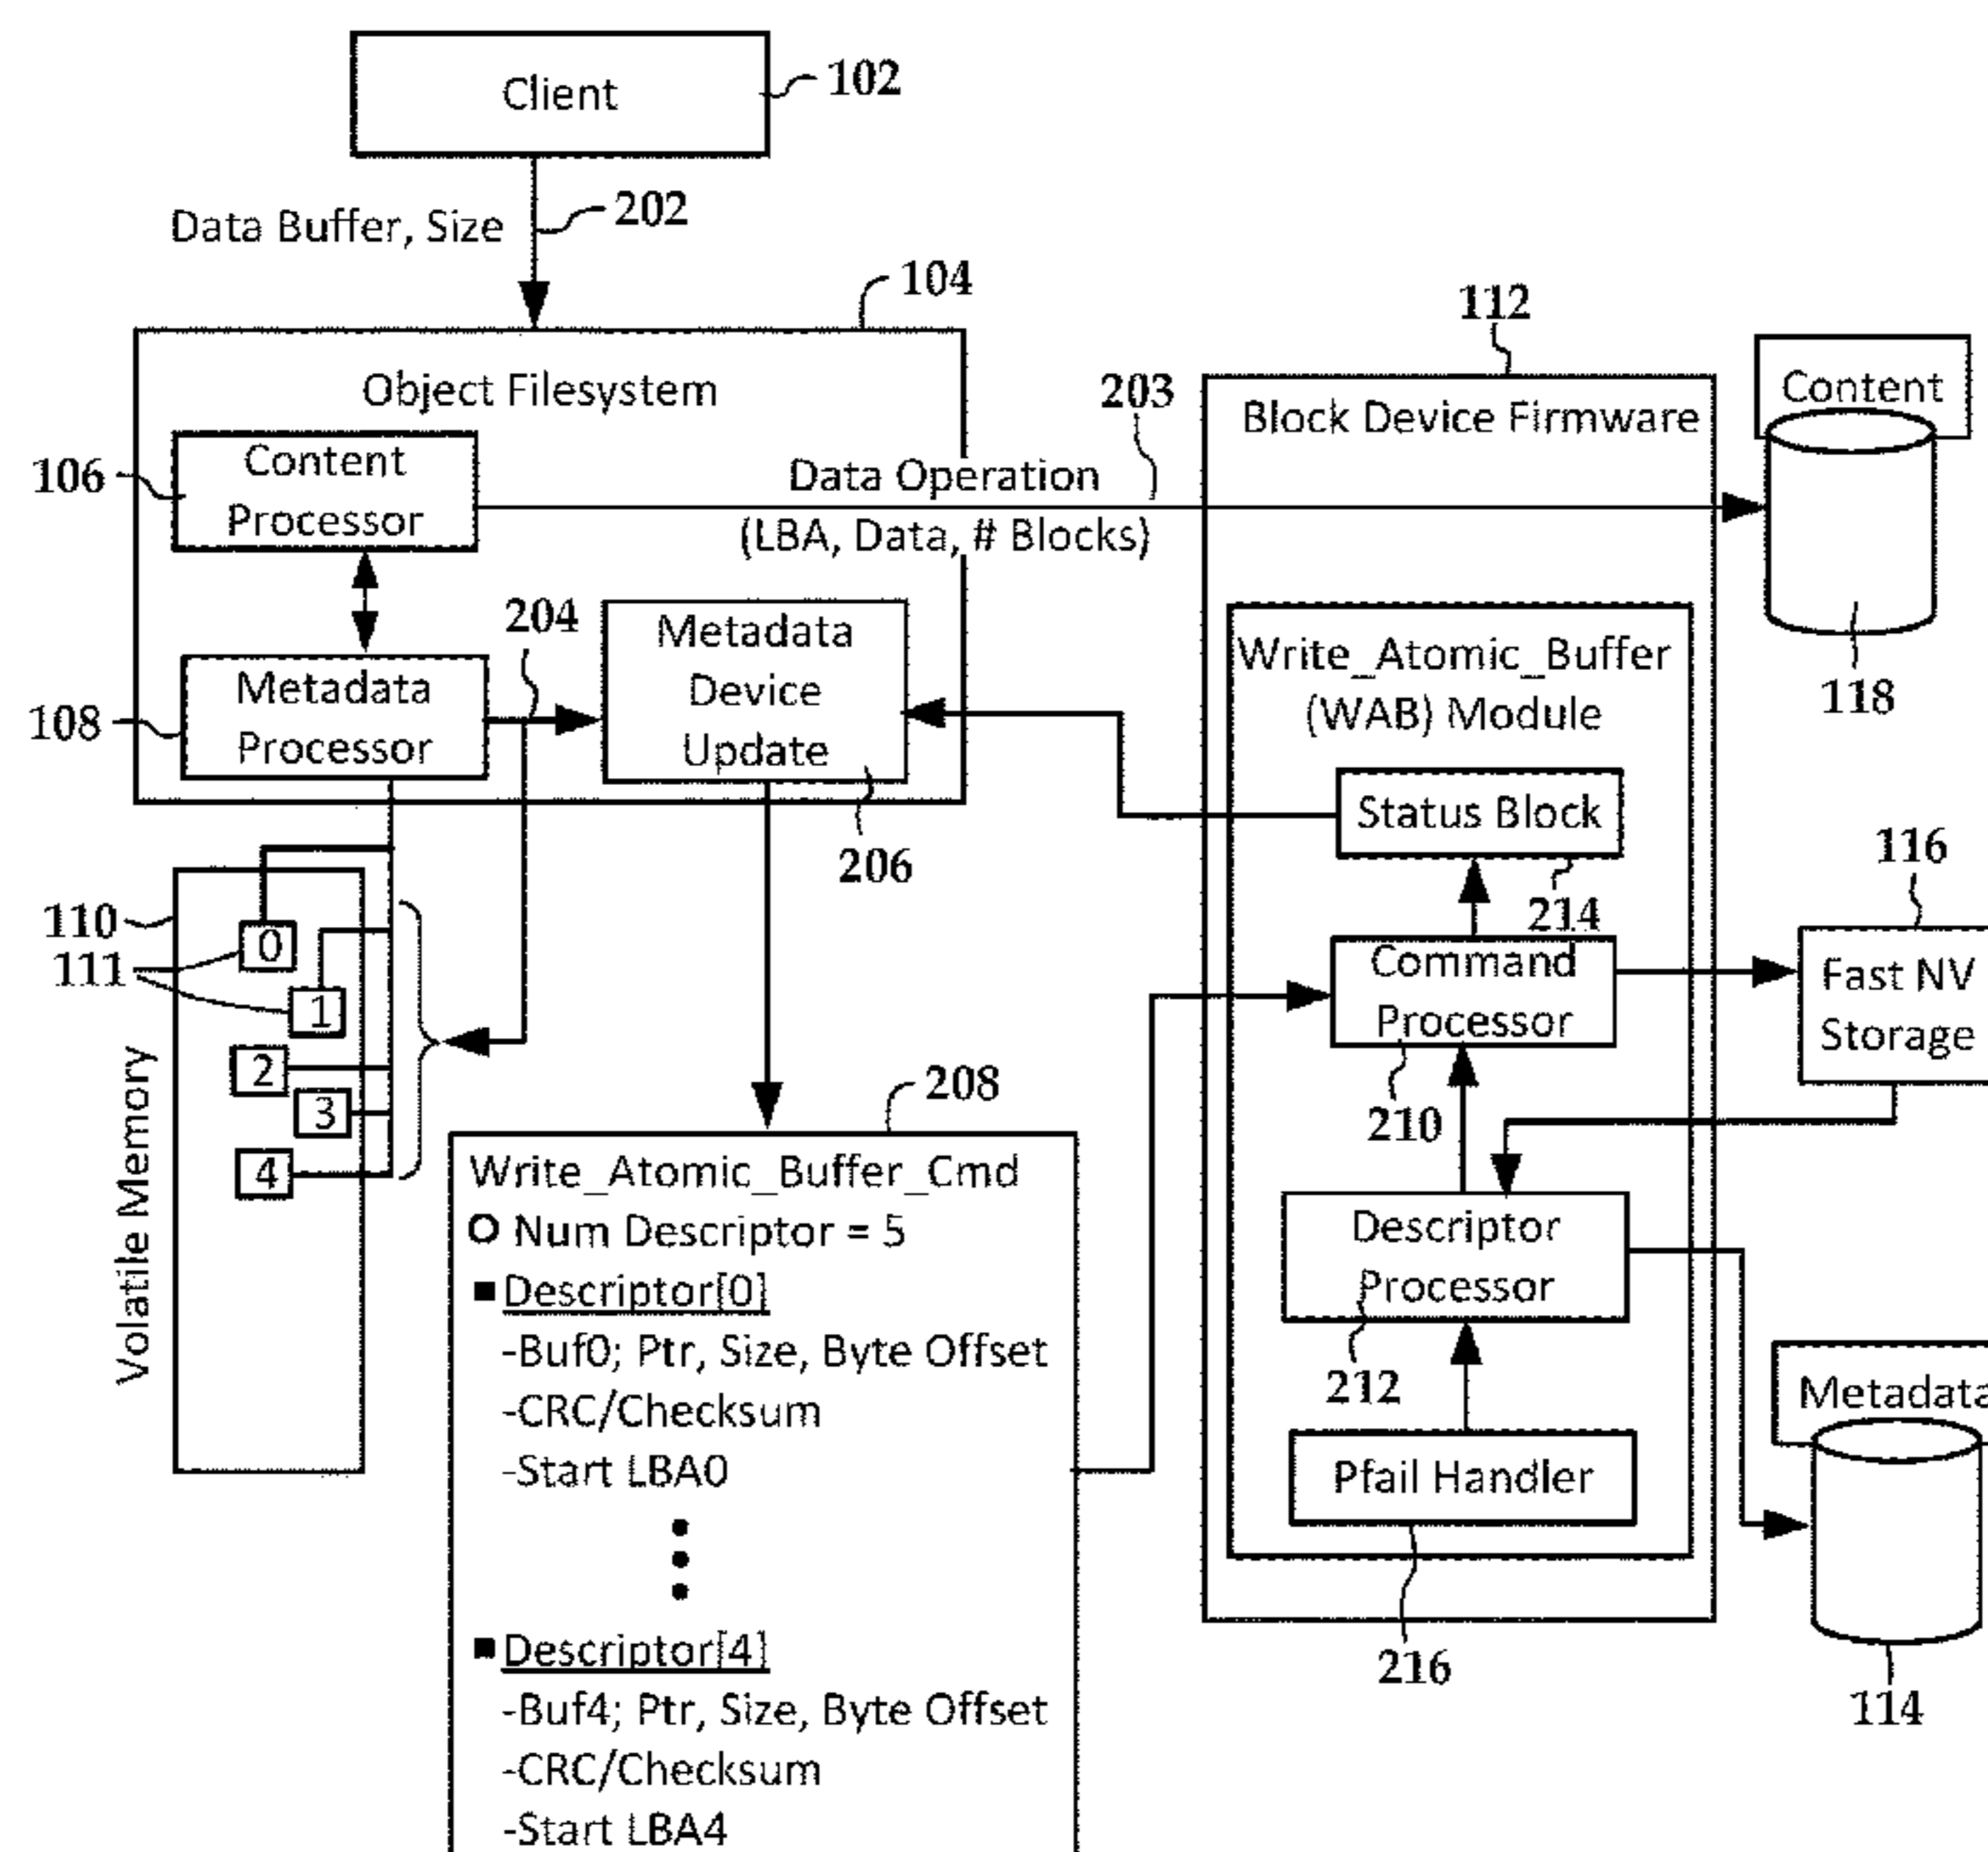 Client
102
Data Buffer, Size
202
104
Object Filesystem
106
Content
Processor
Data Operation
203
(LBA, Data, # Blocks)
204
108
Metadata
Processor
Metadata
Device
Update
206
110
111
0
1
2
3
4
Volatile Memory
208
Write_Atomic_Buffer_Cmd
Num Descriptor = 5
Descriptor[0]
-Buf0; Ptr, Size, Byte Offset
-CRC/Checksum
-Start LBA0
Descriptor[4]
-Buf4; Ptr, Size, Byte Offset
-CRC/Checksum
-Start LBA4
112
Block Device Firmware
Write_Atomic_Buffer
(WAB) Module
Status Block
214
Command
Processor
210
Descriptor
Processor
212
Pfail Handler
216
Content
118
116
Fast NV
Storage
Metadata
114